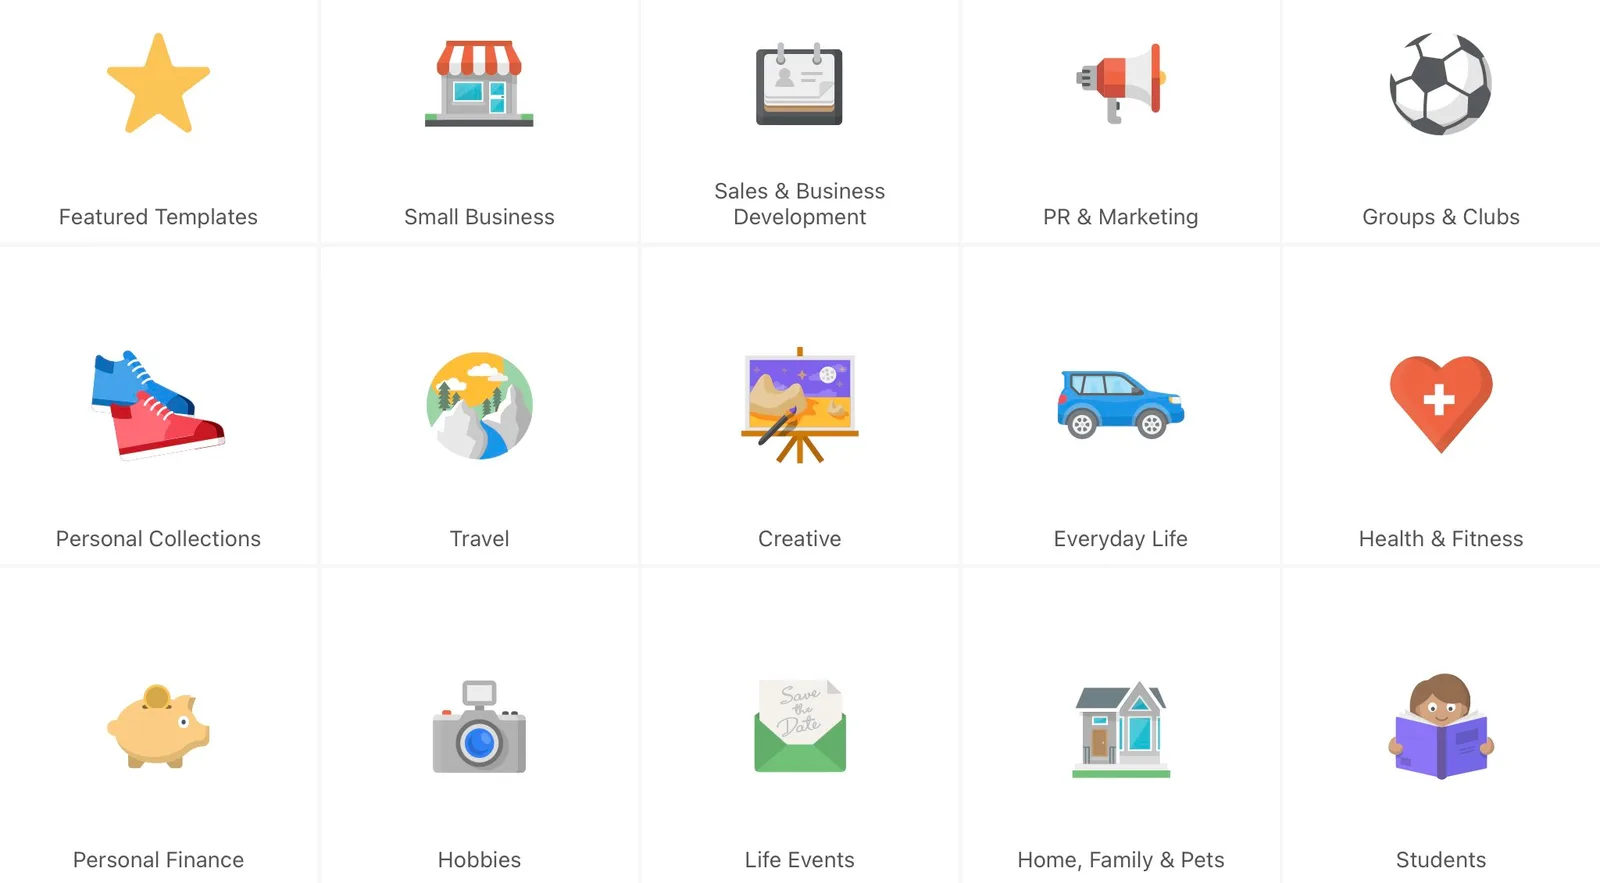 Featured Templates
Small Business
Sales & Business
Development
PR & Marketing
Groups & Clubs
Personal Collections
Travel
Creative
Everyday Life
Health & Fitness
Save
the
Date
Personal Finance
Hobbies
Life Events
Home, Family & Pets
Students